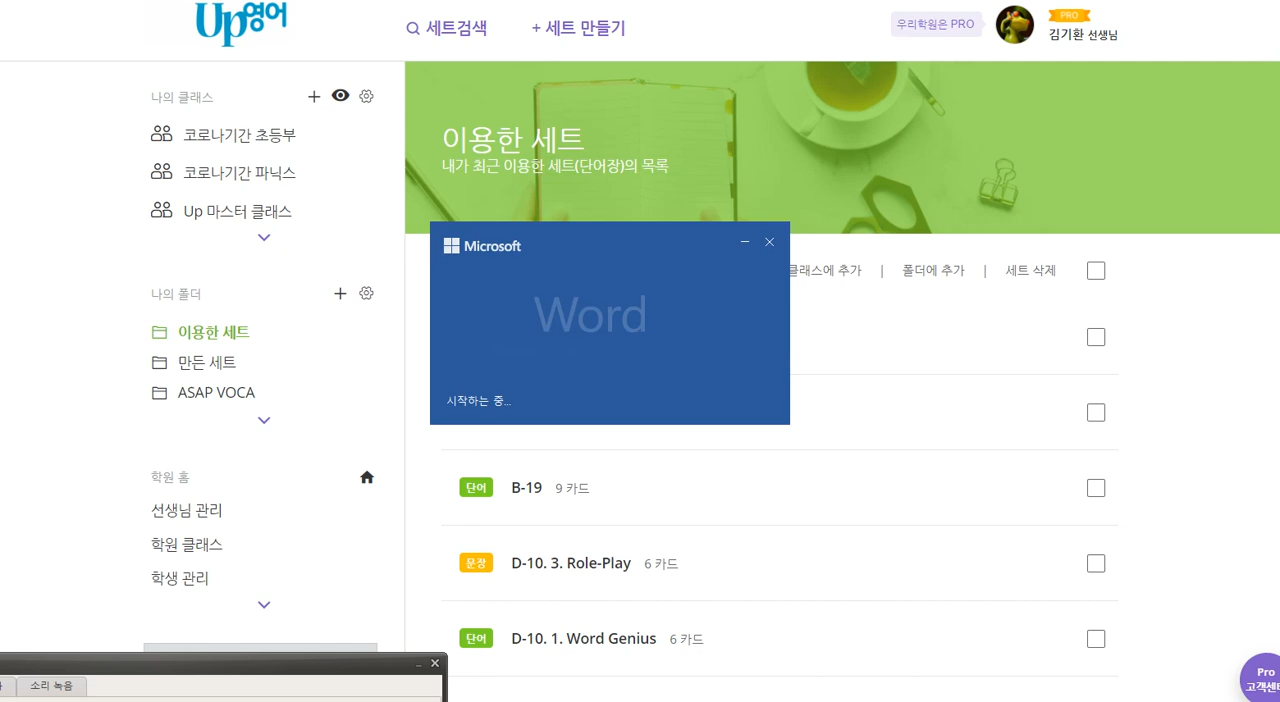 Up영어
세트검색
+ 세트 만들기
우리학원은 PRO
PRO
김기환 선생님
나의 클래스
코로나기간 초등부
코로나기간 파닉스
Up 마스터 클래스
나의 폴더
이용한 세트
만든 세트
ASAP VOCA
학원 홈
선생님 관리
학원 클래스
학생 관리
소리 녹음
이용한 세트
내가 최근 이용한 세트(단어장)의 목록
Microsoft
Word
시작하는 중...
클래스에 추가 | 폴더에 추가 | 세트 삭제
단어 B-19 9 카드
문장 D-10. 3. Role-Play 6 카드
단어 D-10. 1. Word Genius 6 카드
Pro
고객센터